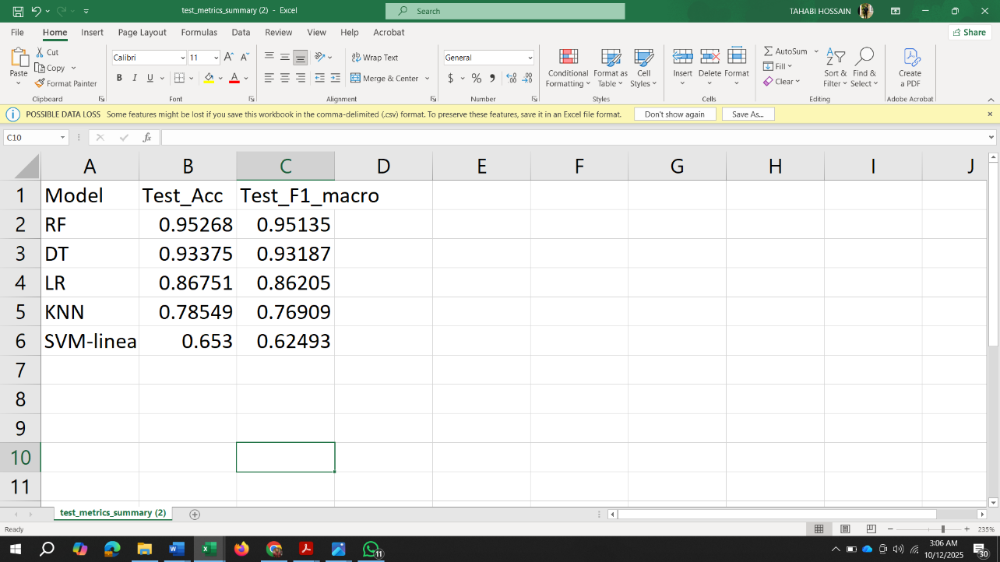 test_metrics_summary (2) - Excel
Search
TAHABI HOSSAIN
File Home Insert Page Layout Formulas Data Review View Help Acrobat
Share
Paste
Cut
Copy
Format Painter
Clipboard
Calibri 11
B I U
Font
Wrap Text
Merge & Center
Alignment
General
$ % 9
Number
Conditional Formatting
Format as Table
Cell Styles
Styles
Insert Delete Format
Cells
AutoSum
Fill
Clear
Sort & Filter
Find & Select
Editing
Create a PDF
Adobe Acrobat
POSSIBLE DATA LOSS Some features might be lost if you save this workbook in the comma-delimited (.csv) format. To preserve these features, save it in an Excel file format. Don't show again Save As...
C10 fx
A B C D E F G H I J
1 Model Test_Acc Test_F1_macro
2 RF 0.95268 0.95135
3 DT 0.93375 0.93187
4 LR 0.86751 0.86205
5 KNN 0.78549 0.76909
6 SVM-linea 0.653 0.62493
7
8
9
10
11
test_metrics_summary (2)
Ready
235%
11
3:06 AM
10/12/2025
30